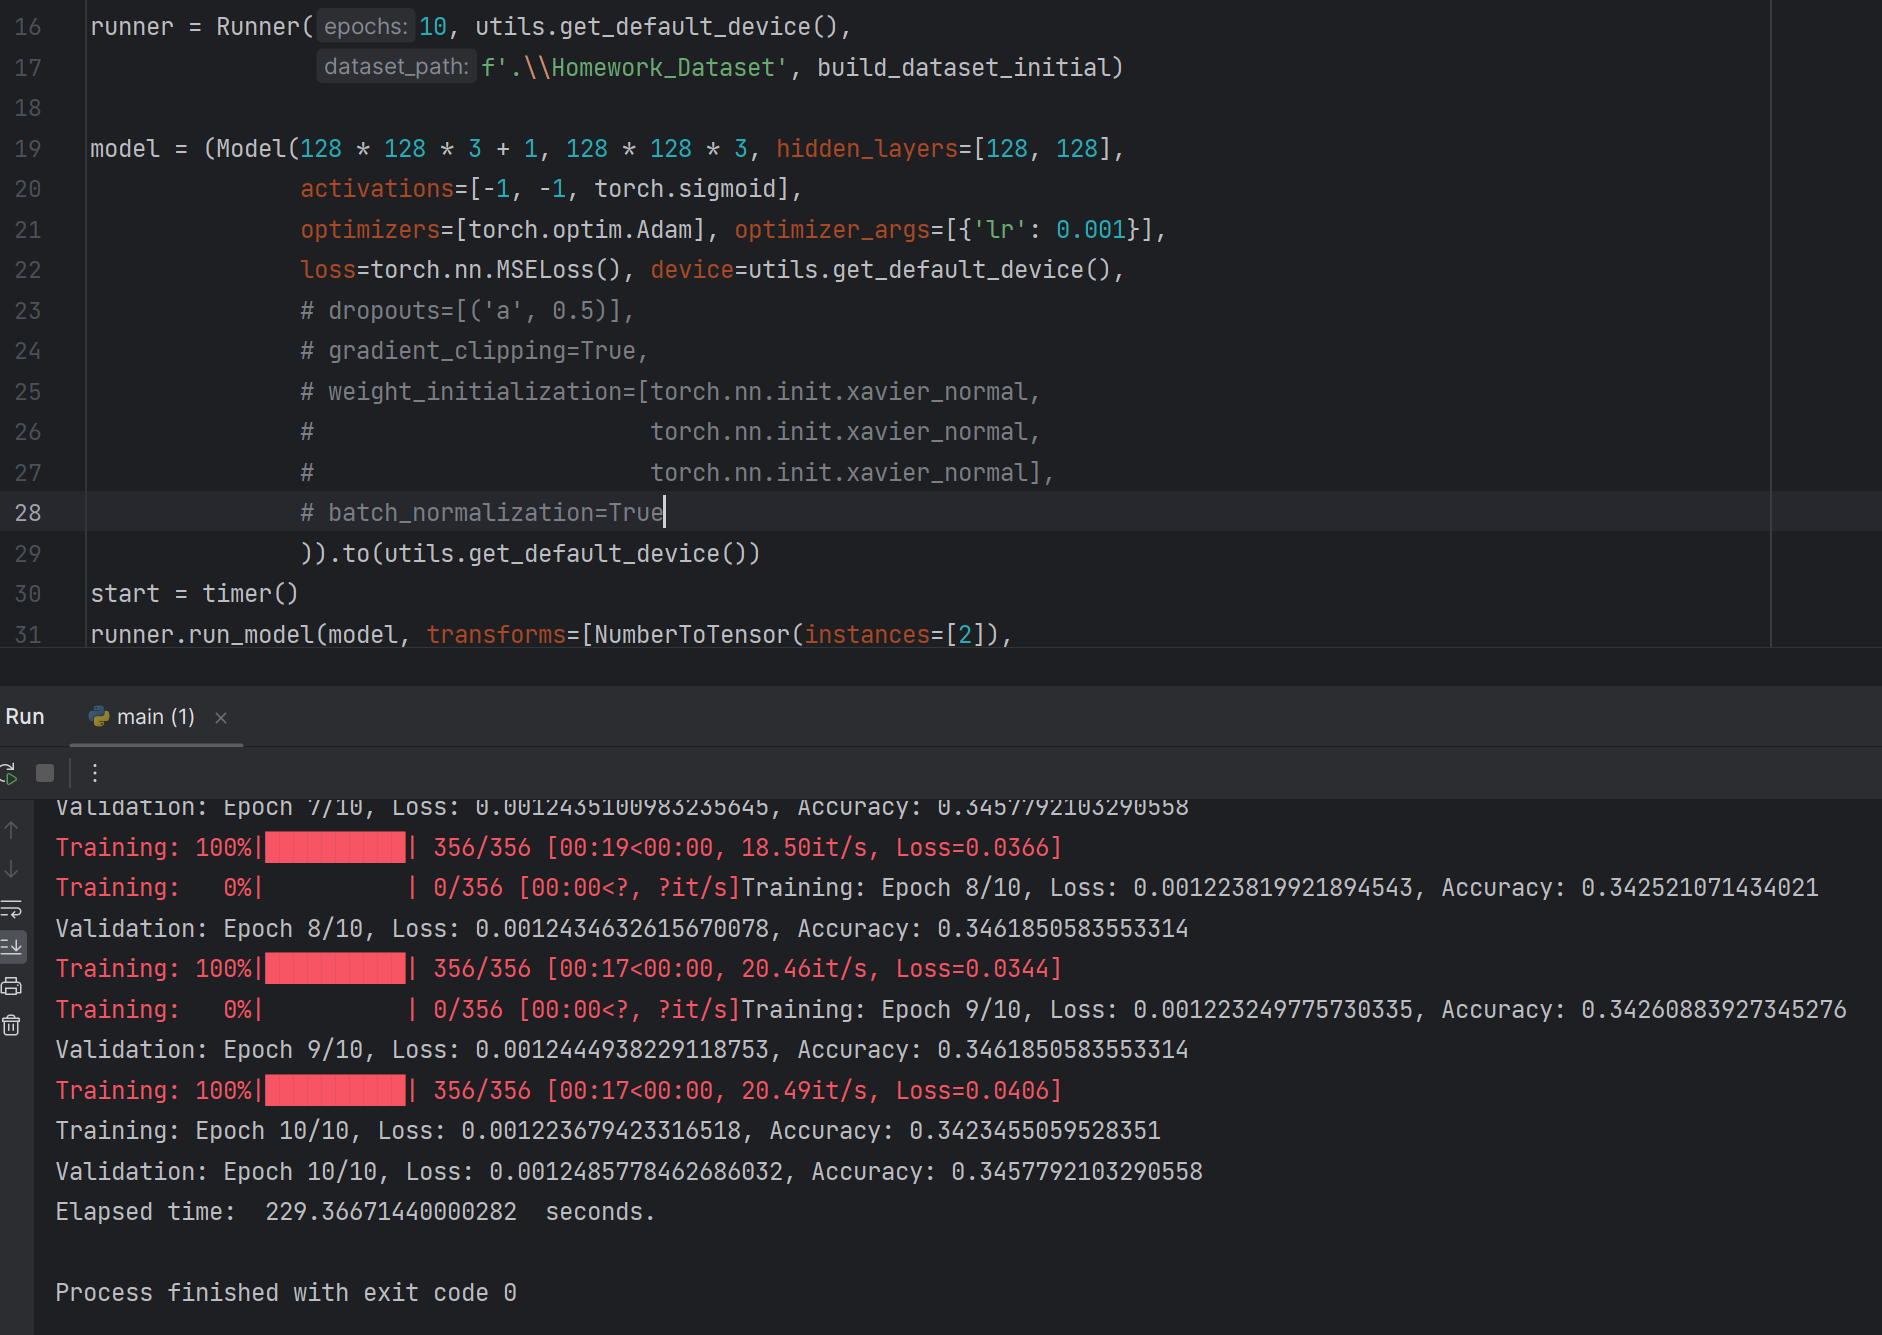 16 runner = Runner( epochs: 10, utils.get_default_device(),
17 dataset_path: f'.\\Homework_Dataset', build_dataset_initial)
18
19 model = (Model(128 * 128 * 3 + 1, 128 * 128 * 3, hidden_layers=[128, 128],
20 activations=[-1, -1, torch.sigmoid],
21 optimizers=[torch.optim.Adam], optimizer_args=[{'lr': 0.001}],
22 loss=torch.nn.MSELoss(), device=utils.get_default_device(),
23 # dropouts=[('a', 0.5)],
24 # gradient_clipping=True,
25 # weight_initialization=[torch.nn.init.xavier_normal,
26 # torch.nn.init.xavier_normal,
27 # torch.nn.init.xavier_normal],
28 # batch_normalization=True
29 )).to(utils.get_default_device())
30 start = timer()
31 runner.run_model(model, transforms=[NumberToTensor(instances=[2]),
Run main (1)
Validation: Epoch 7/10, Loss: 0.0012435100983235645, Accuracy: 0.3457792103290558
Training: 100%|██████████| 356/356 [00:19<00:00, 18.50it/s, Loss=0.0366]
Training:   0%|          | 0/356 [00:00<?, ?it/s]Training: Epoch 8/10, Loss: 0.001223819921894543, Accuracy: 0.342521071434021
Validation: Epoch 8/10, Loss: 0.0012434632615670078, Accuracy: 0.3461850583553314
Training: 100%|██████████| 356/356 [00:17<00:00, 20.46it/s, Loss=0.0344]
Training:   0%|          | 0/356 [00:00<?, ?it/s]Training: Epoch 9/10, Loss: 0.001223249775730335, Accuracy: 0.34260883927345276
Validation: Epoch 9/10, Loss: 0.0012444938229118753, Accuracy: 0.3461850583553314
Training: 100%|██████████| 356/356 [00:17<00:00, 20.49it/s, Loss=0.0406]
Training: Epoch 10/10, Loss: 0.001223679423316518, Accuracy: 0.3423455059528351
Validation: Epoch 10/10, Loss: 0.0012485778462686032, Accuracy: 0.3457792103290558
Elapsed time:  229.36671440000282  seconds.
Process finished with exit code 0